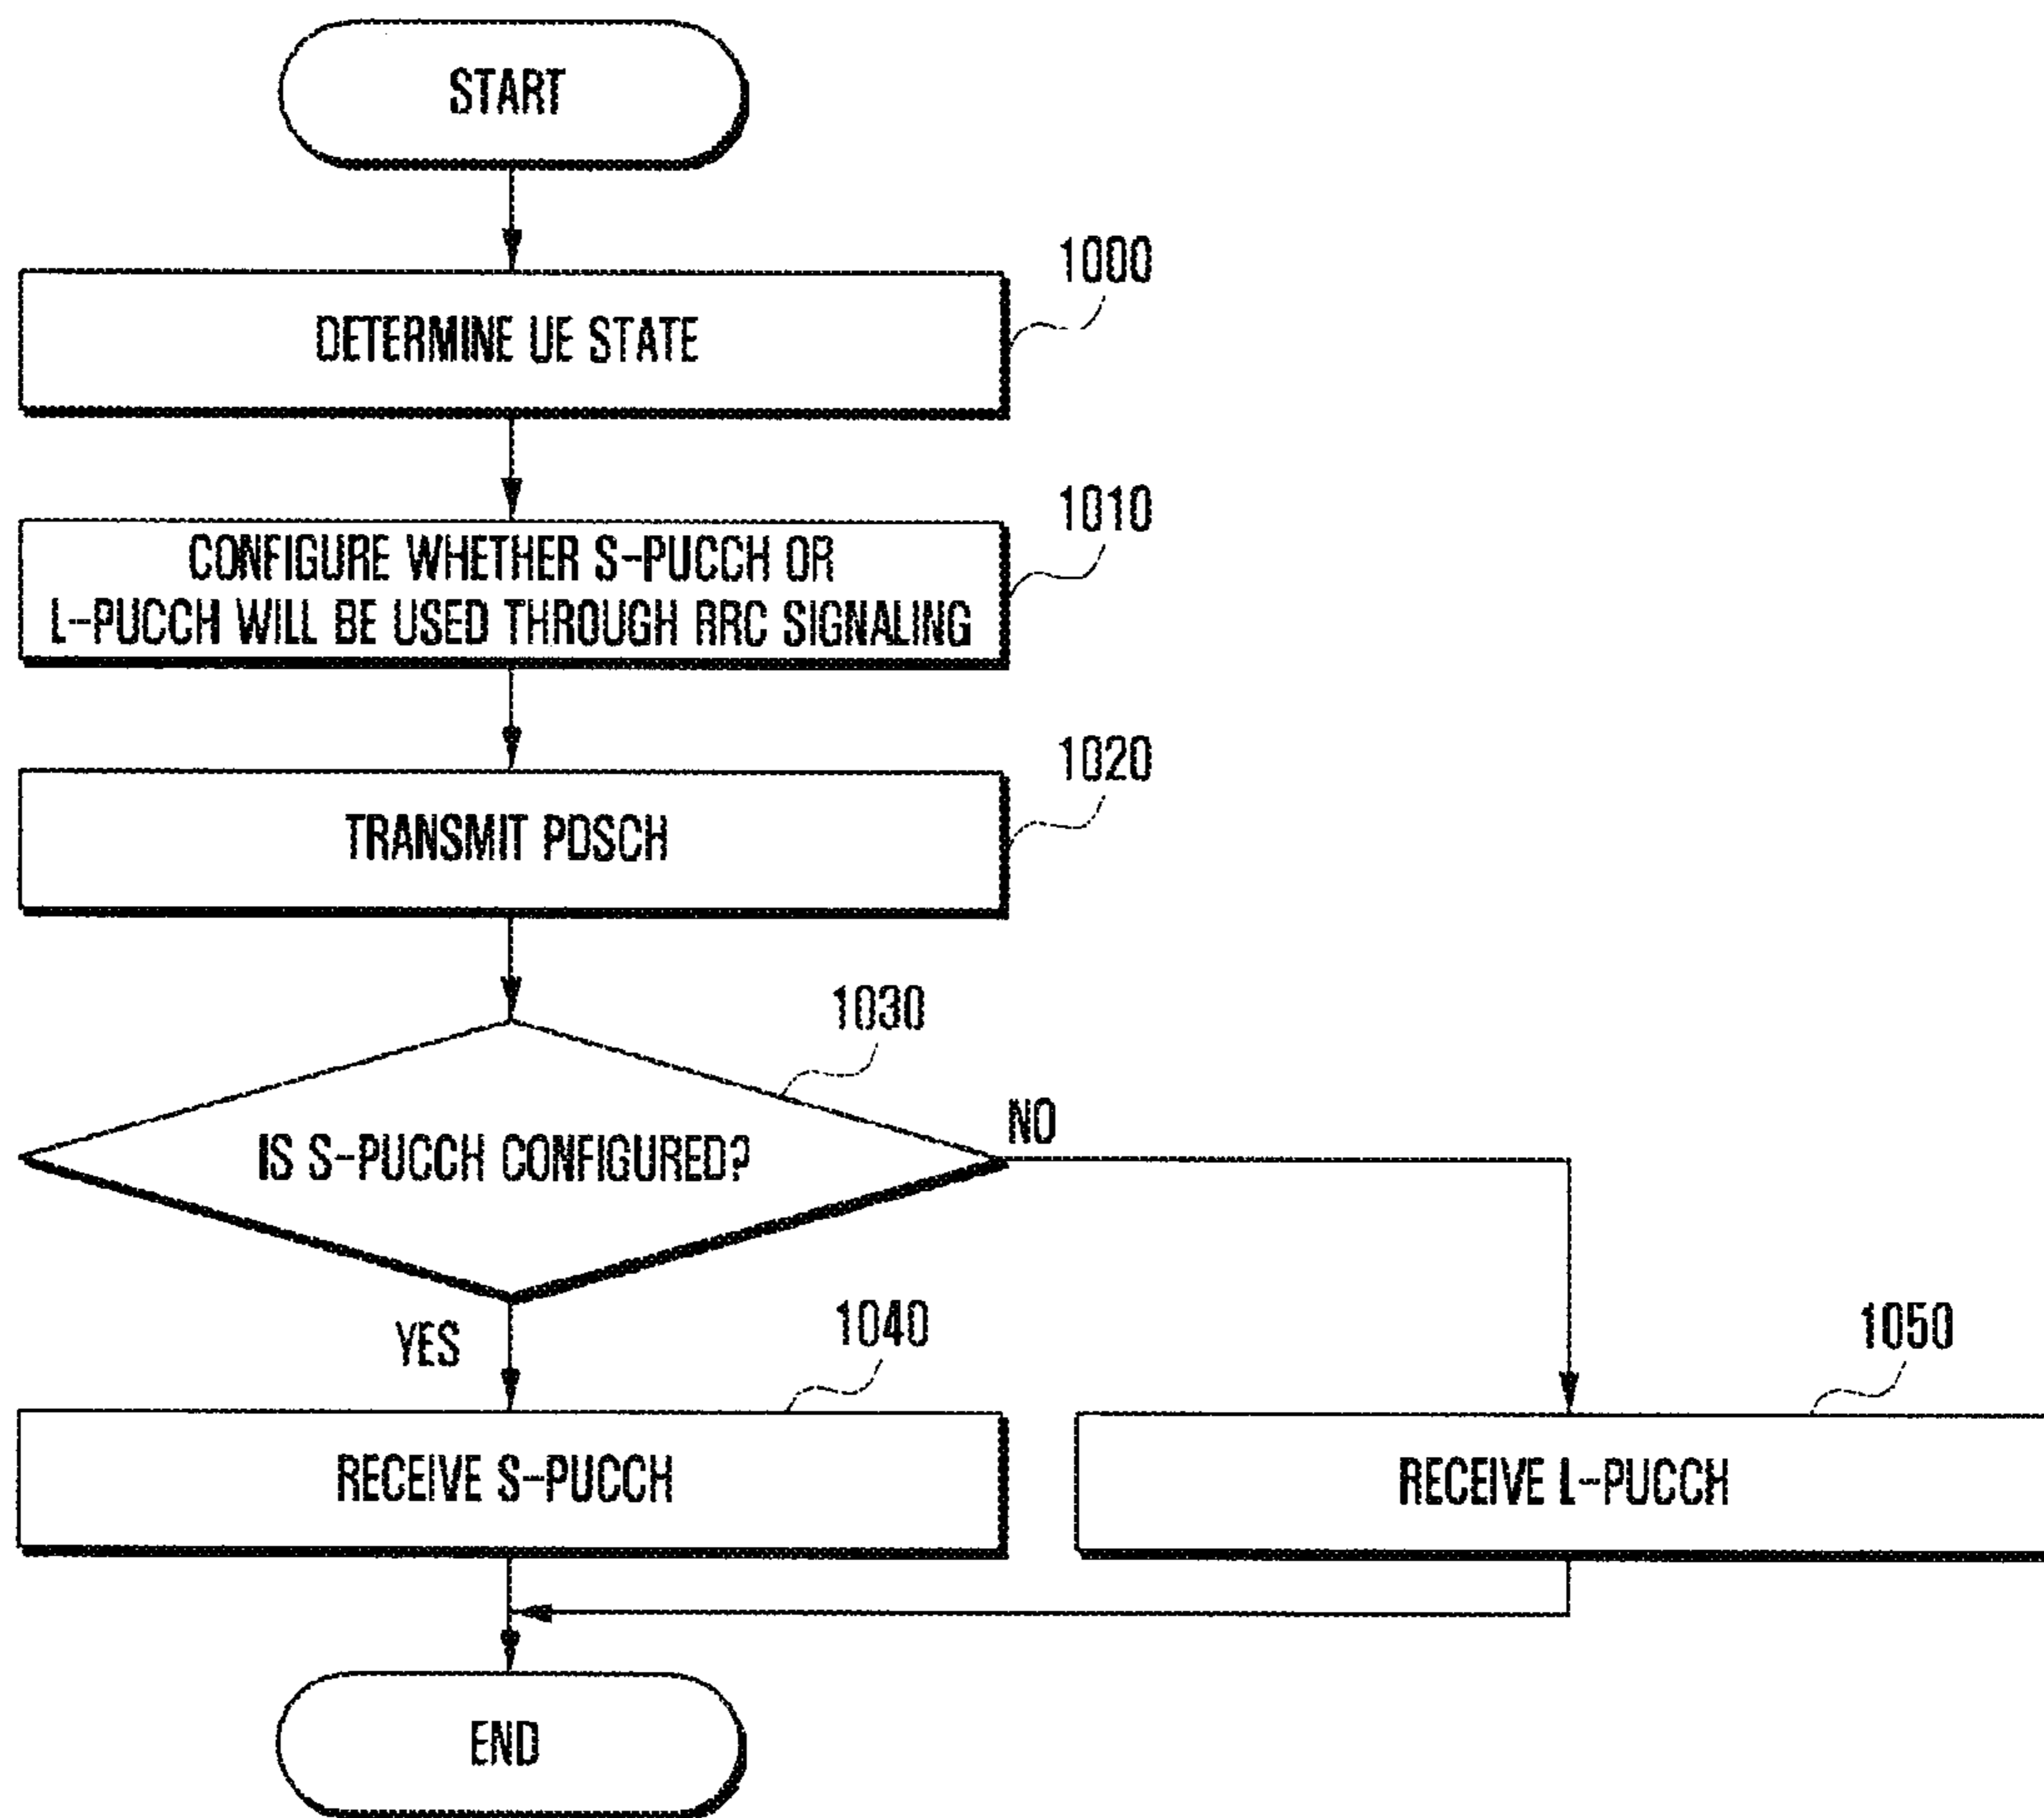 START
1000
DETERMINE UE STATE
1010
CONFIGURE WHETHER S-PUCCH OR
L-PUCCH WILL BE USED THROUGH RRC SIGNALING
1020
TRANSMIT PDSCH
1030
NO
IS S-PUCCH CONFIGURED?
YES
1040
1050
RECEIVE S-PUCCH
RECEIVE L-PUCCH
END